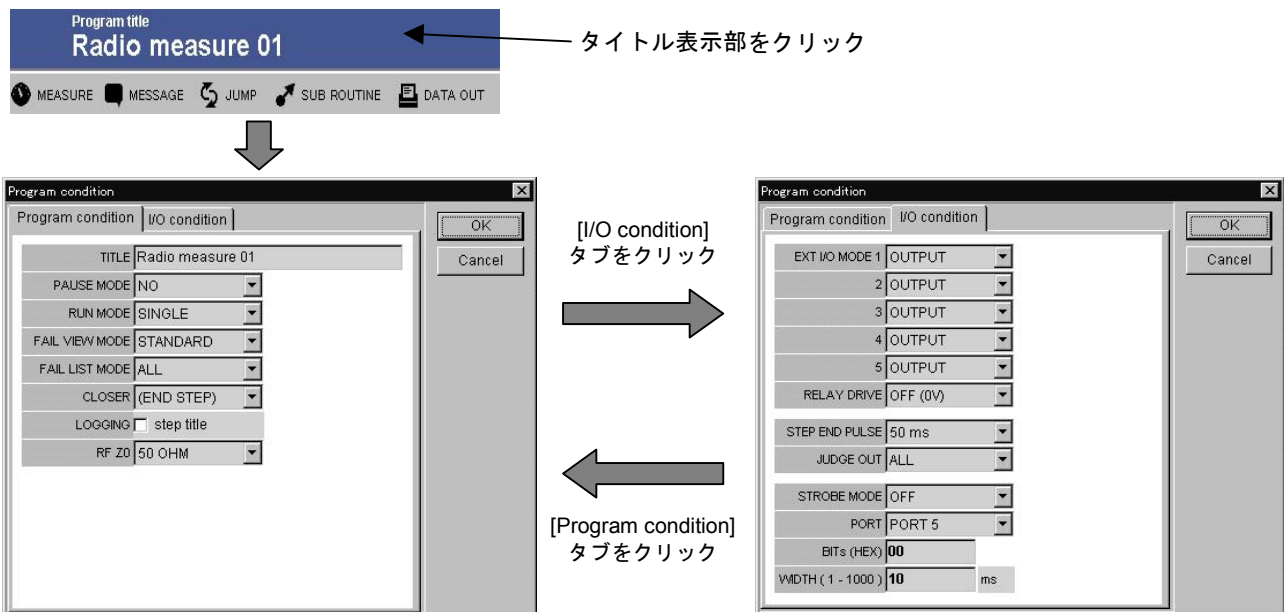 Program title
Radio measure 01
タイトル表示部をクリック
MEASURE MESSAGE JUMP SUB ROUTINE DATA OUT
Program condition
Program condition I/O condition
OK
Cancel
TITLE Radio measure 01
PAUSE MODE NO
RUN MODE SINGLE
FAIL VIEW MODE STANDARD
FAIL LIST MODE ALL
CLOSER (END STEP)
LOGGING step title
RF Z0 50 OHM
[I/O condition]
タブをクリック
[Program condition]
タブをクリック
Program condition
Program condition I/O condition
OK
Cancel
EXT I/O MODE 1 OUTPUT
2 OUTPUT
3 OUTPUT
4 OUTPUT
5 OUTPUT
RELAY DRIVE OFF (0V)
STEP END PULSE 50 ms
JUDGE OUT ALL
STROBE MODE OFF
PORT PORT 5
BITs (HEX) 00
WIDTH ( 1 - 1000 ) 10 ms